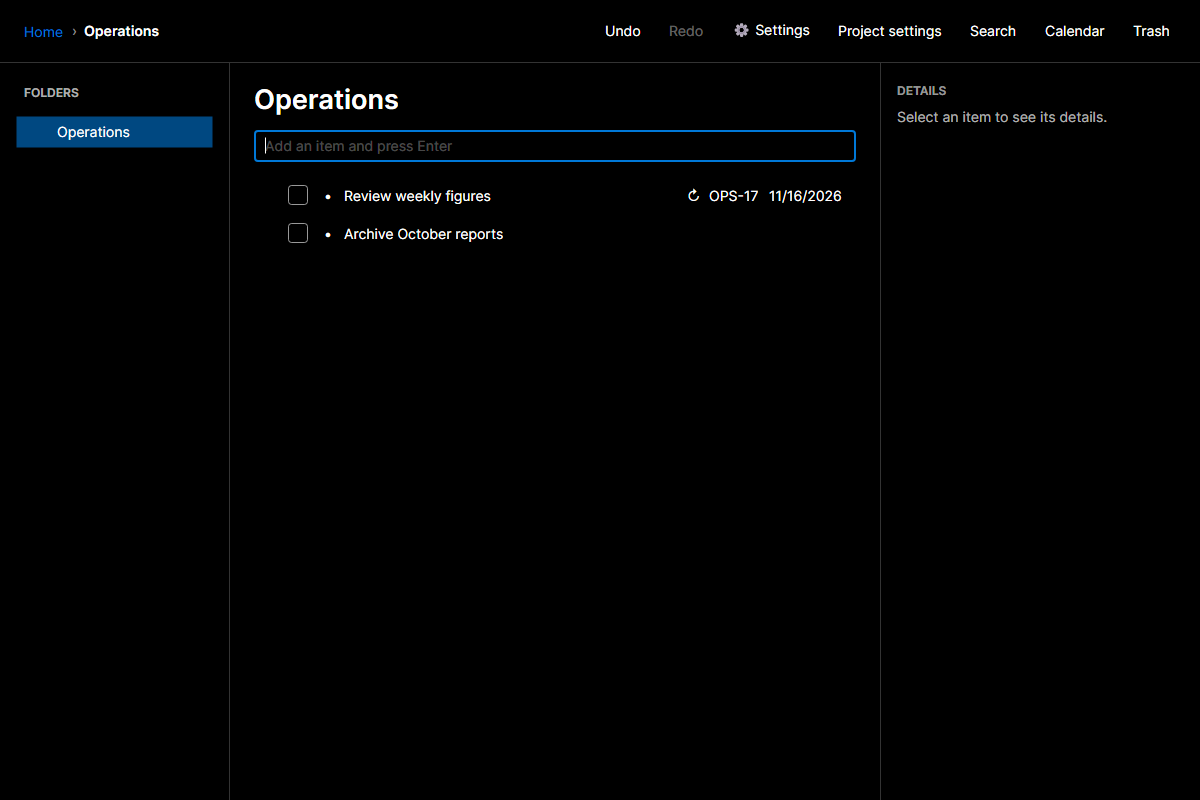 Home › Operations
Undo Redo Settings Project settings Search Calendar Trash
FOLDERS
Operations
Operations
Add an item and press Enter
• Review weekly figures OPS-17 11/16/2026
• Archive October reports
DETAILS
Select an item to see its details.